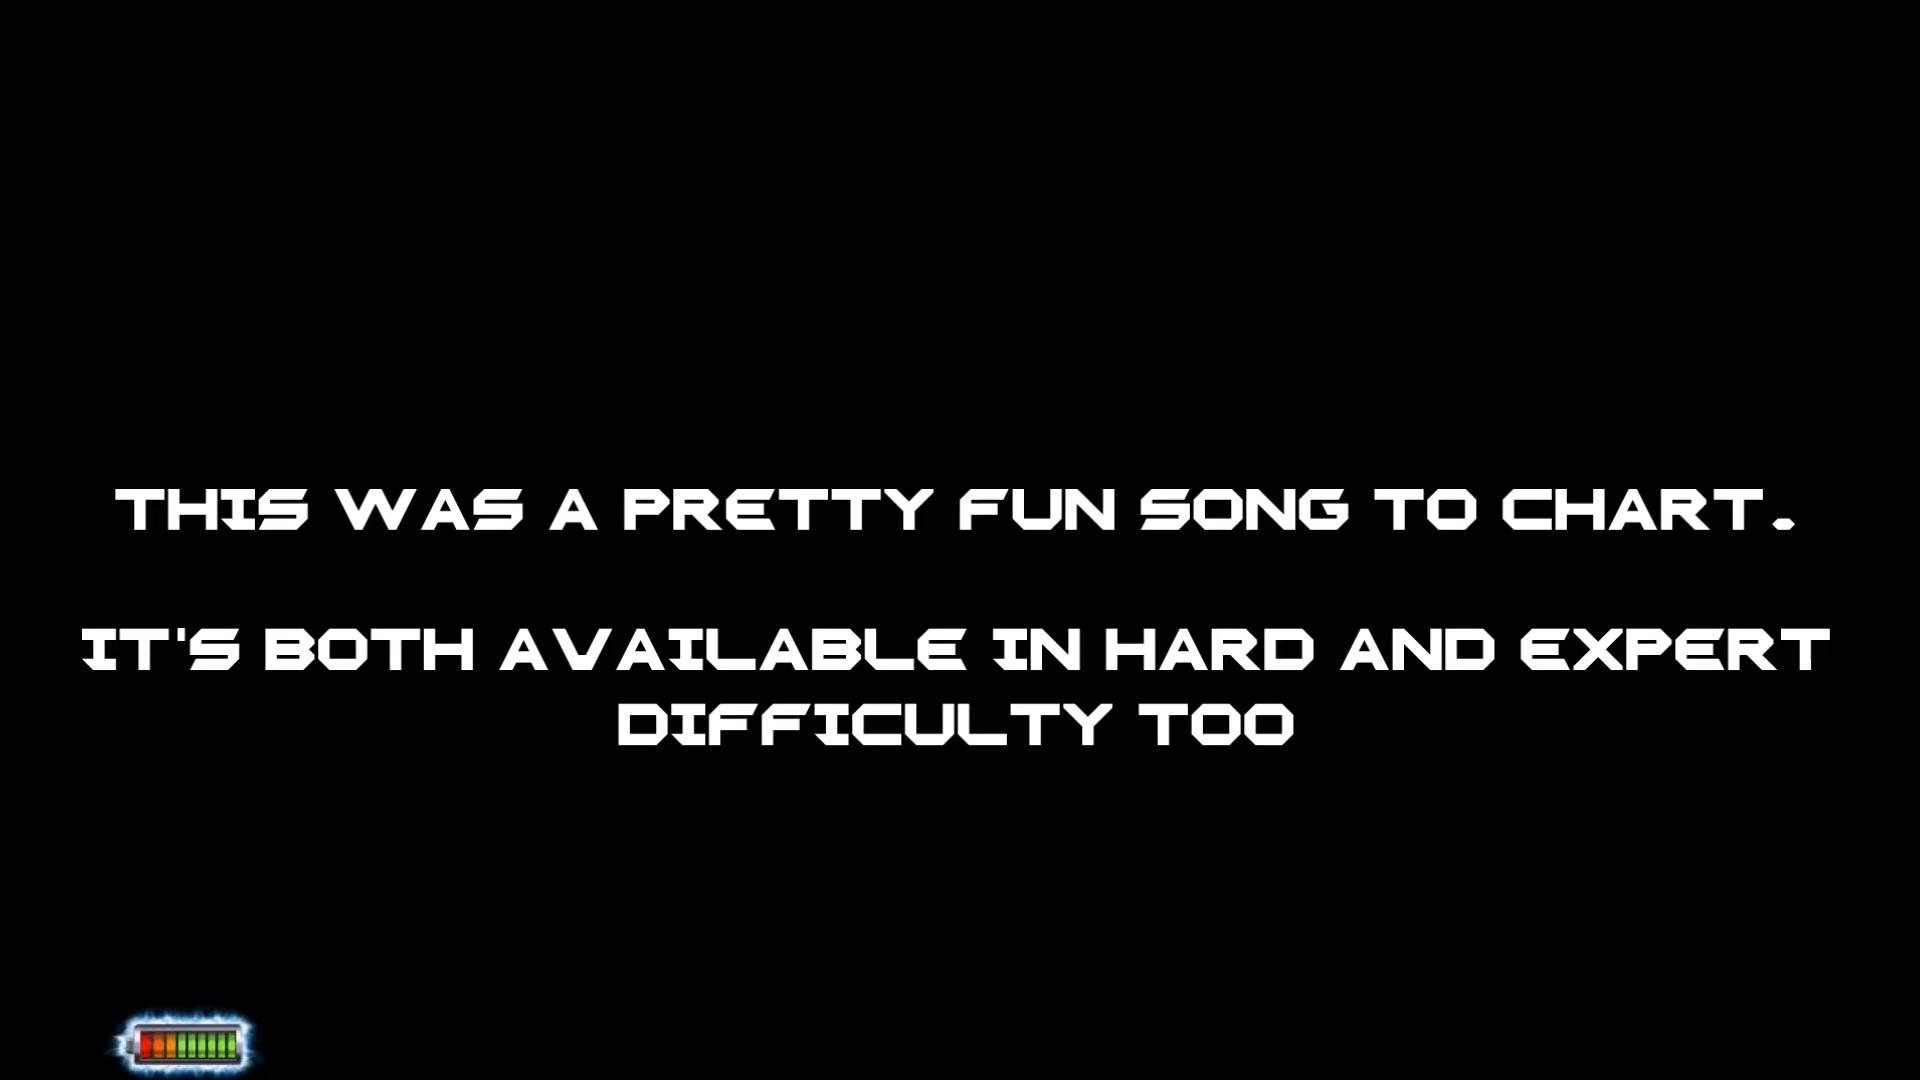 THIS WAS A PRETTY FUN SONG TO CHART.
IT'S BOTH AVAILABLE IN HARD AND EXPERT
DIFFICULTY TOO